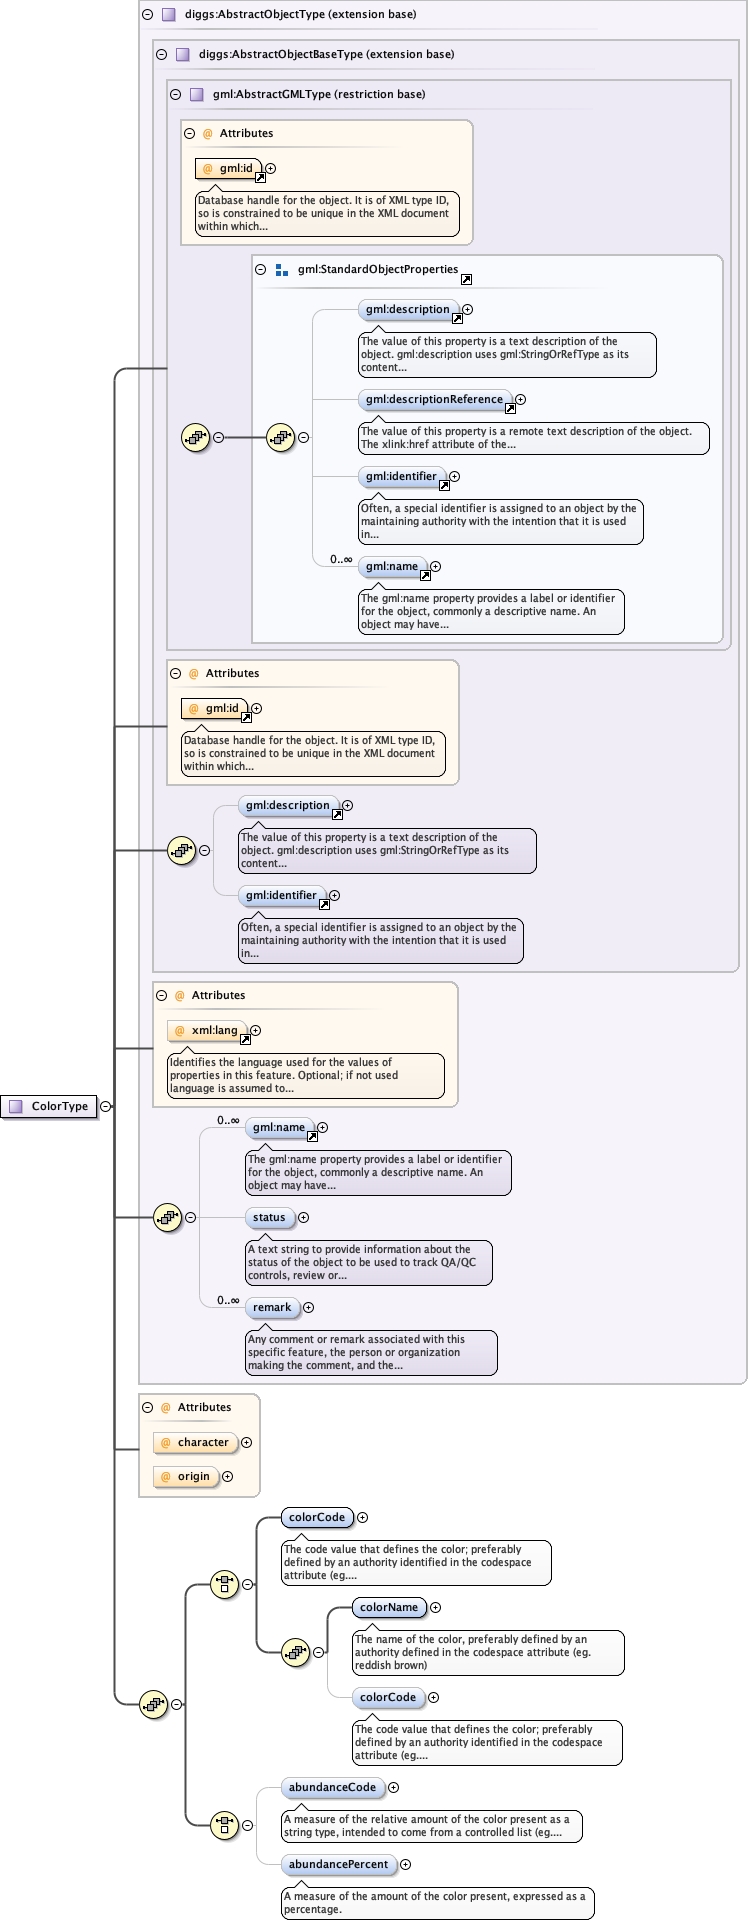 diggs:AbstractObjectType (extension base)
diggs:AbstractObjectBaseType (extension base)
gml:AbstractGMLType (restriction base)
@ Attributes
@ gml:id
Database handle for the object. It is of XML type ID,
so is constrained to be unique in the XML document
within which...
gml:StandardObjectProperties
gml:description
The value of this property is a text description of the
object. gml:description uses gml:StringOrRefType as its
content...
gml:descriptionReference
The value of this property is a remote text description of the object.
The xlink:href attribute of the...
gml:identifier
Often, a special identifier is assigned to an object by the
maintaining authority with the intention that it is used
in...
0..∞
gml:name
The gml:name property provides a label or identifier
for the object, commonly a descriptive name. An
object may have...
@ Attributes
@ gml:id
Database handle for the object. It is of XML type ID,
so is constrained to be unique in the XML document
within which...
gml:description
The value of this property is a text description of the
object. gml:description uses gml:StringOrRefType as its
content...
gml:identifier
Often, a special identifier is assigned to an object by the
maintaining authority with the intention that it is used
in...
@ Attributes
@ xml:lang
Identifies the language used for the values of
properties in this feature. Optional; if not used
language is assumed to...
ColorType
0..∞
gml:name
The gml:name property provides a label or identifier
for the object, commonly a descriptive name. An
object may have...
status
A text string to provide information about the
status of the object to be used to track QA/QC
controls, review or...
0..∞
remark
Any comment or remark associated with this
specific feature, the person or organization
making the comment, and the...
@ Attributes
@ character
@ origin
colorCode
The code value that defines the color; preferably
defined by an authority identified in the codespace
attribute (eg....
colorName
The name of the color, preferably defined by an
authority defined in the codespace attribute (eg.
reddish brown)
colorCode
The code value that defines the color; preferably
defined by an authority identified in the codespace
attribute (eg....
abundanceCode
A measure of the relative amount of the color present as a
string type, intended to come from a controlled list (eg....
abundancePercent
A measure of the amount of the color present, expressed as a
percentage.